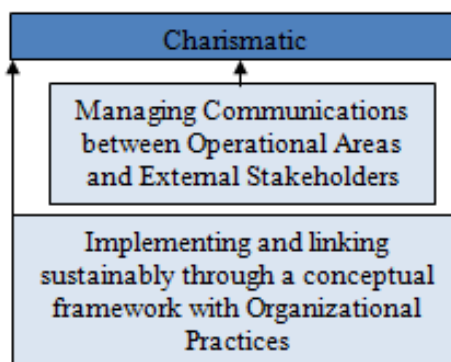 Charismatic
Managing Communications
between Operational Areas
and External Stakeholders
Implementing and linking
sustainably through a conceptual
framework with Organizational
Practices